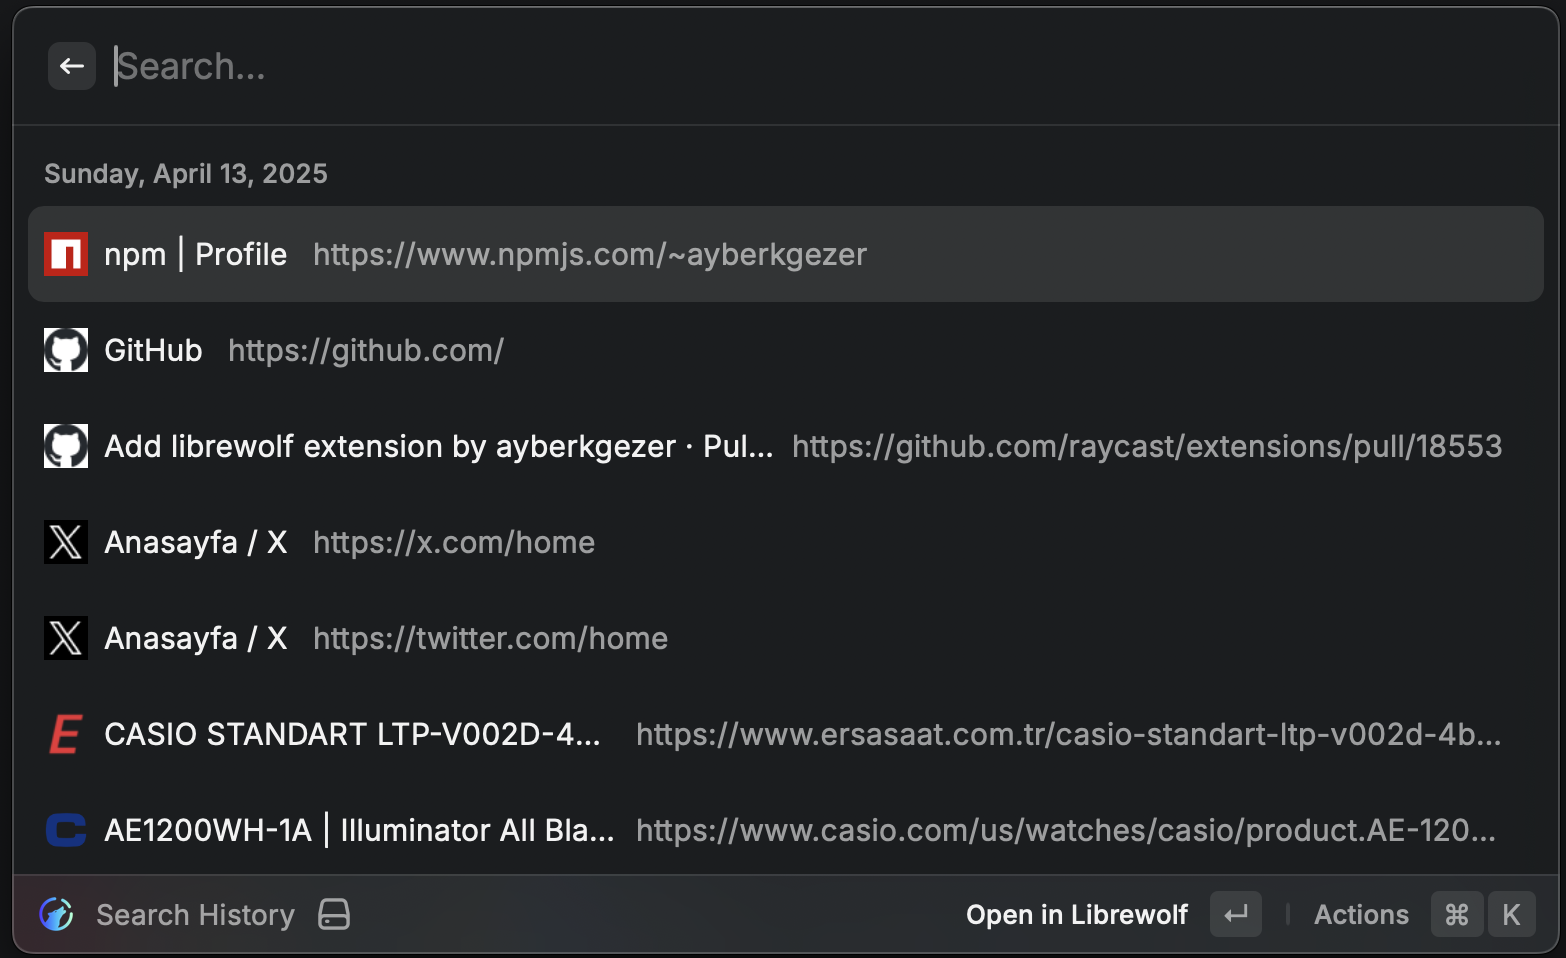 Search...
Sunday, April 13, 2025
npm | Profile https://www.npmjs.com/~ayberkgezer
GitHub https://github.com/
Add librewolf extension by ayberkgezer · Pul... https://github.com/raycast/extensions/pull/18553
Anasayfa / X https://x.com/home
Anasayfa / X https://twitter.com/home
CASIO STANDART LTP-V002D-4... https://www.ersasaat.com.tr/casio-standart-ltp-v002d-4b...
AE1200WH-1A | Illuminator All Bla... https://www.casio.com/us/watches/casio/product.AE-120...
Search History Open in Librewolf ↵ Actions ⌘ K